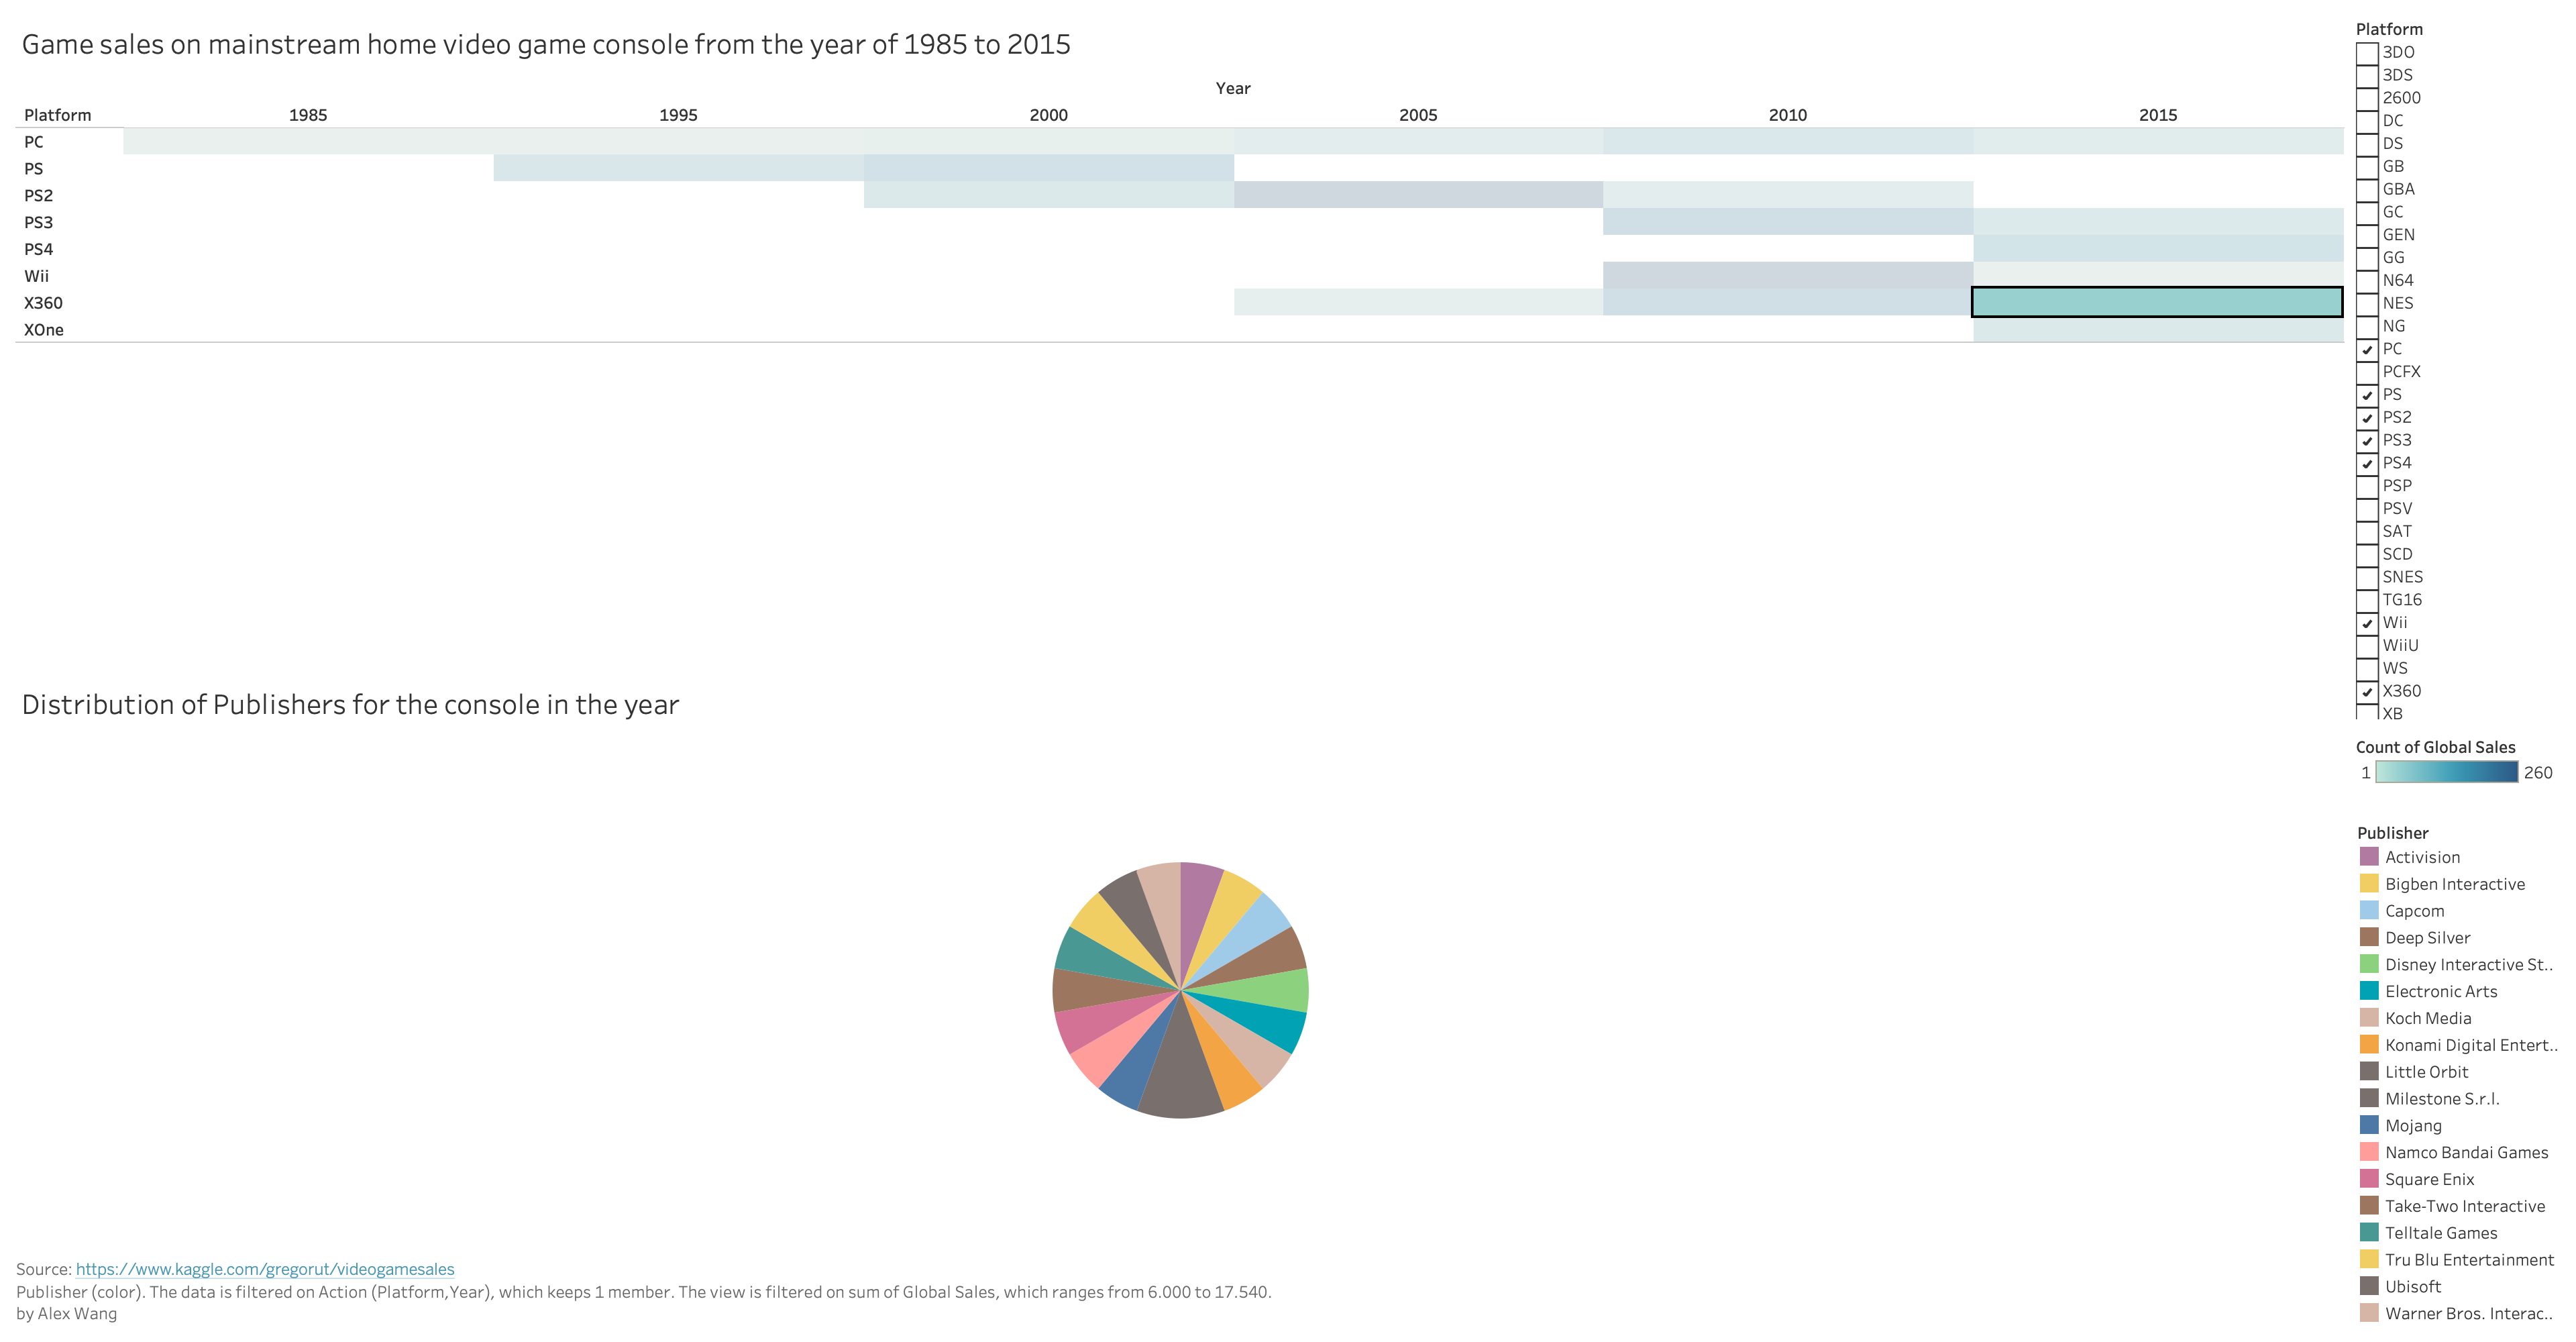 Game sales on mainstream home video game console from the year of 1985 to 2015
Year
Platform 1985 1995 2000 2005 2010 2015
PC
PS
PS2
PS3
PS4
Wii
X360
XOne
Platform
3DO
3DS
2600
DC
DS
GB
GBA
GC
GEN
GG
N64
NES
NG
PC
PCFX
PS
PS2
PS3
PS4
PSP
PSV
SAT
SCD
SNES
TG16
Wii
WiiU
WS
X360
XB
Count of Global Sales
1 260
Distribution of Publishers for the console in the year
Publisher
Activision
Bigben Interactive
Capcom
Deep Silver
Disney Interactive St..
Electronic Arts
Koch Media
Konami Digital Entert..
Little Orbit
Milestone S.r.l.
Mojang
Namco Bandai Games
Square Enix
Take-Two Interactive
Telltale Games
Tru Blu Entertainment
Ubisoft
Warner Bros. Interac..
Source: https://www.kaggle.com/gregorut/videogamesales
Publisher (color). The data is filtered on Action (Platform,Year), which keeps 1 member. The view is filtered on sum of Global Sales, which ranges from 6.000 to 17.540.
by Alex Wang